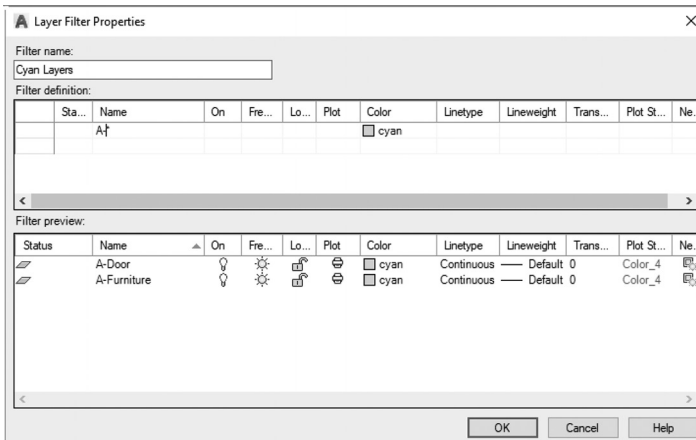 Layer Filter Properties
Filter name:
Cyan Layers
Filter definition:
Sta... Name On Fre... Lo... Plot Color Linetype Lineweight Trans... Plot St... Ne.
A- cyan
Filter preview:
Status Name On Fre... Lo... Plot Color Linetype Lineweight Trans... Plot St... Ne.
A-Door cyan Continuous Default 0 Color_4
A-Furniture cyan Continuous Default 0 Color_4
OK Cancel Help